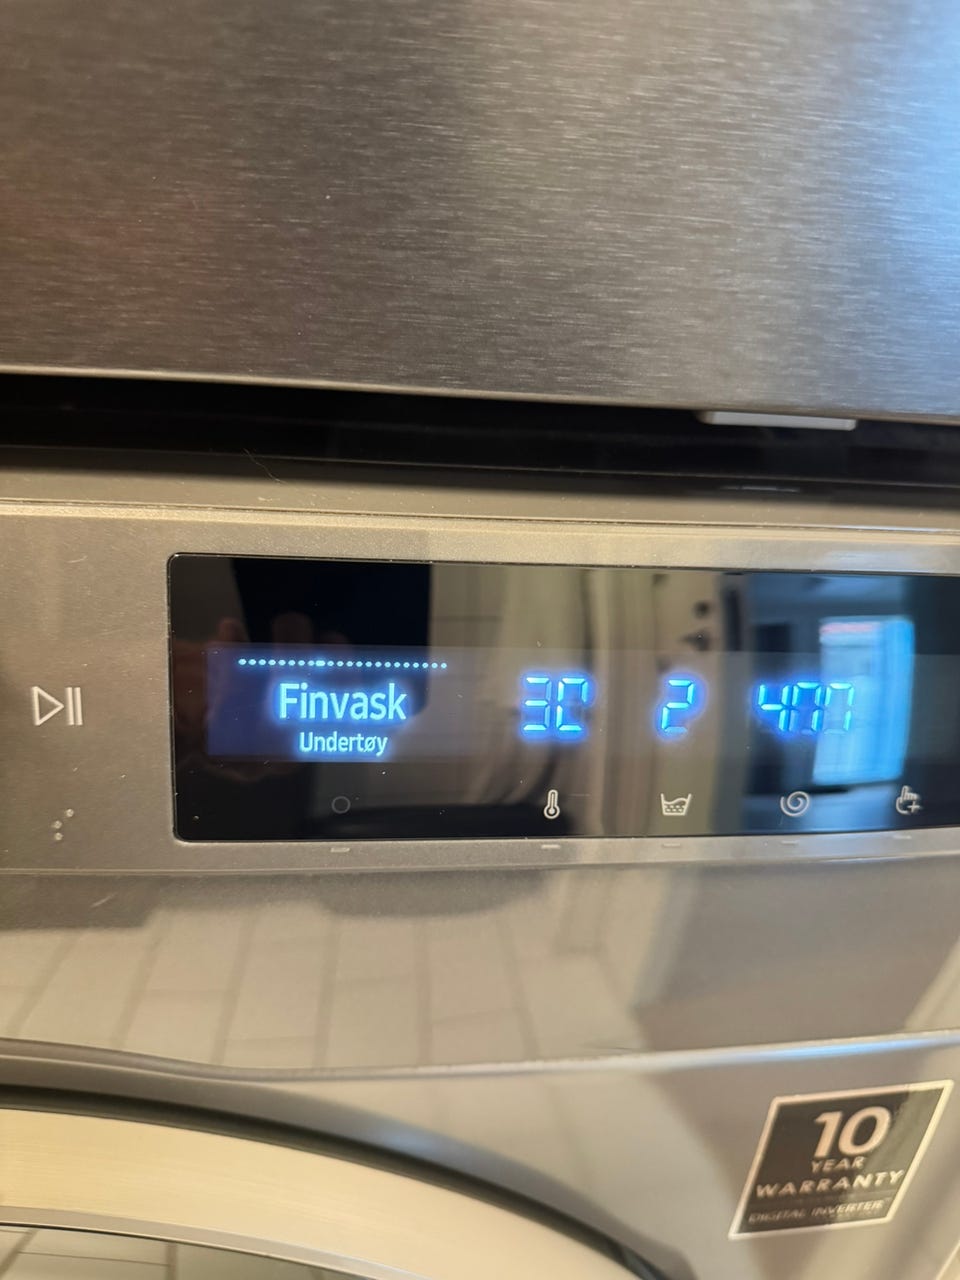 Finvask
Undertøy
30
2
400
10
YEAR
WARRANTY
DIGITAL INVERTER